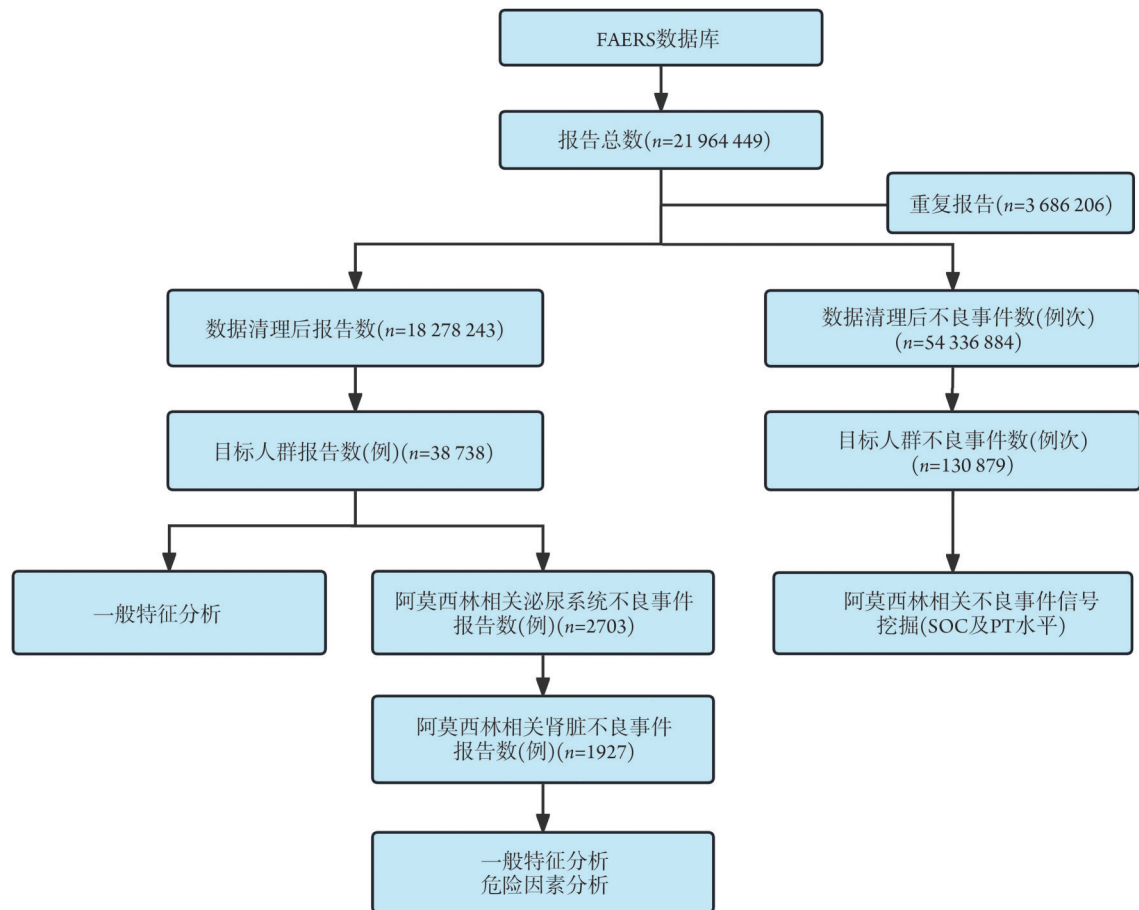 FAERS数据库
报告总数(n=21 964 449)
重复报告(n=3 686 206)
数据清理后报告数(n=18 278 243)
数据清理后不良事件数(例次)
(n=54 336 884)
目标人群报告数(例)(n=38 738)
目标人群不良事件数(例次)
(n=130 879)
一般特征分析
阿莫西林相关泌尿系统不良事件
报告数(例)(n=2703)
阿莫西林相关不良事件信号
挖掘(SOC及PT水平)
阿莫西林相关肾脏不良事件
报告数(例)(n=1927)
一般特征分析
危险因素分析